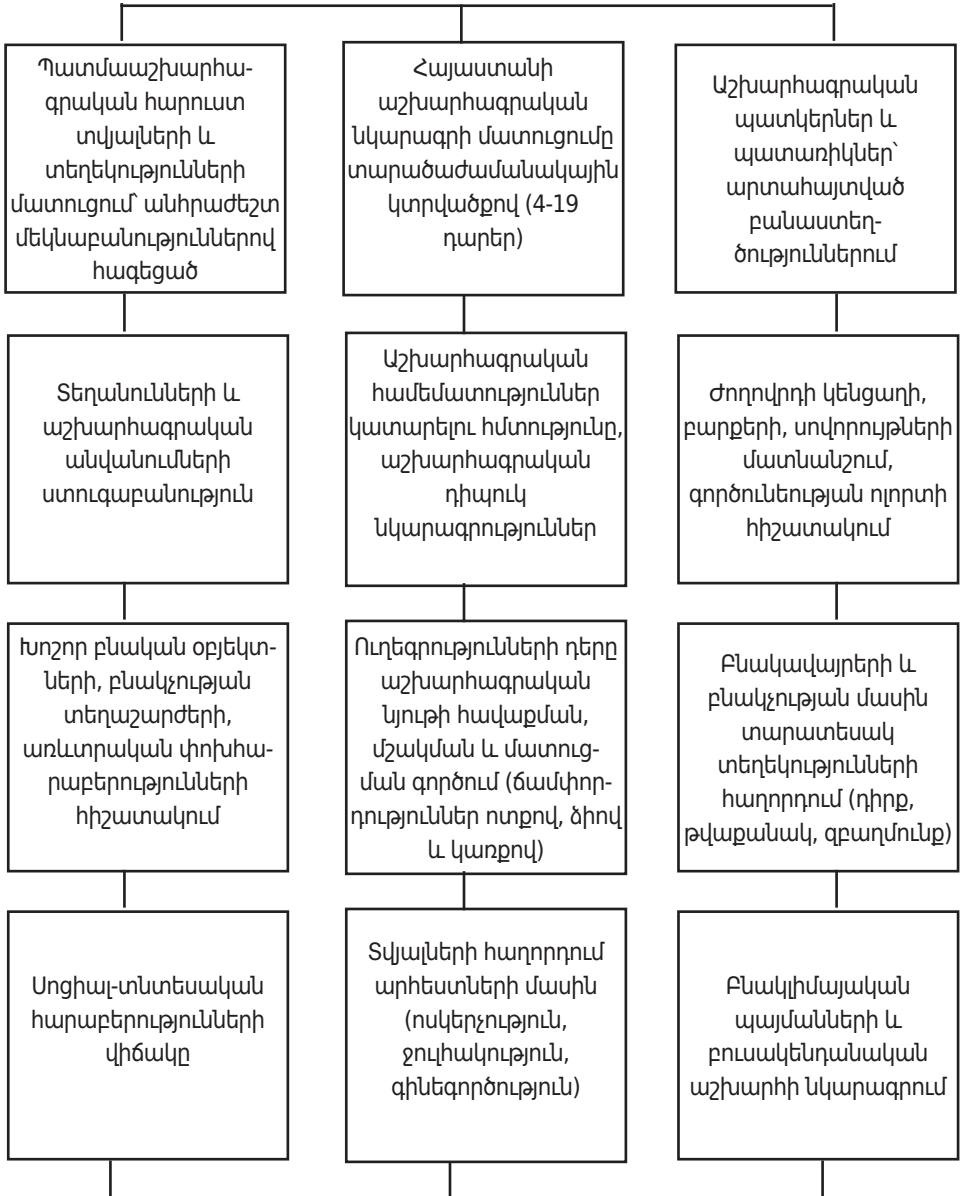 Պատմաաշխարհա-
գրական հարուստ
տվյալների և
տեղեկությունների
մատուցում՝ անհրաժեշտ
մեկնաբանություններով
հագեցած
Հայաստանի
աշխարհագրական
նկարագրի մատուցումը
տարածաժամանակային
կտրվածքով (4-19
դարեր)
Աշխարհագրական
պատկերներ և
պատառիկներ՝
արտահայտված
բանաստեղ-
ծություններում
Տեղանունների և
աշխարհագրական
անվանումների
ստուգաբանություն
Աշխարհագրական
համեմատություններ
կատարելու հմտությունը,
աշխարհագրական
դիպուկ
նկարագրություններ
Ժողովրդի կենցաղի,
բարքերի, սովորույթների
մատնանշում,
գործունեության ոլորտի
հիշատակում
Խոշոր բնական օբյեկտ-
ների, բնակչության
տեղաշարժերի,
առևտրական փոխհա-
րաբերությունների
հիշատակում
Ուղեգրությունների դերը
աշխարհագրական
նյութի հավաքման,
մշակման և մատուց-
ման գործում (ճամփոր-
դություններ ոտքով, ձիով
և կառքով)
Բնակավայրերի և
բնակչության մասին
տարատեսակ
տեղեկությունների
հաղորդում (դիրք,
թվաքանակ, զբաղմունք)
Սոցիալ-տնտեսական
հարաբերությունների
վիճակը
Տվյալների հաղորդում
արհեստների մասին
(ոսկերչություն,
ջուլհակություն,
գինեգործություն)
Բնակլիմայական
պայմանների և
բուսակենդանական
աշխարհի նկարագրում